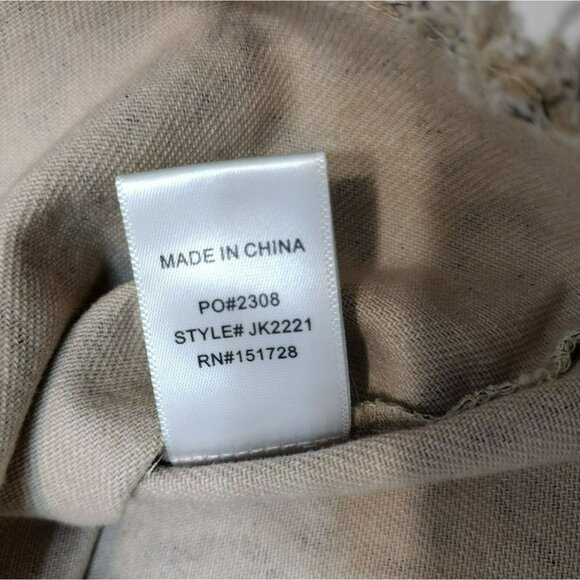 MADE IN CHINA
PO#2308
STYLE# JK2221
RN#151728